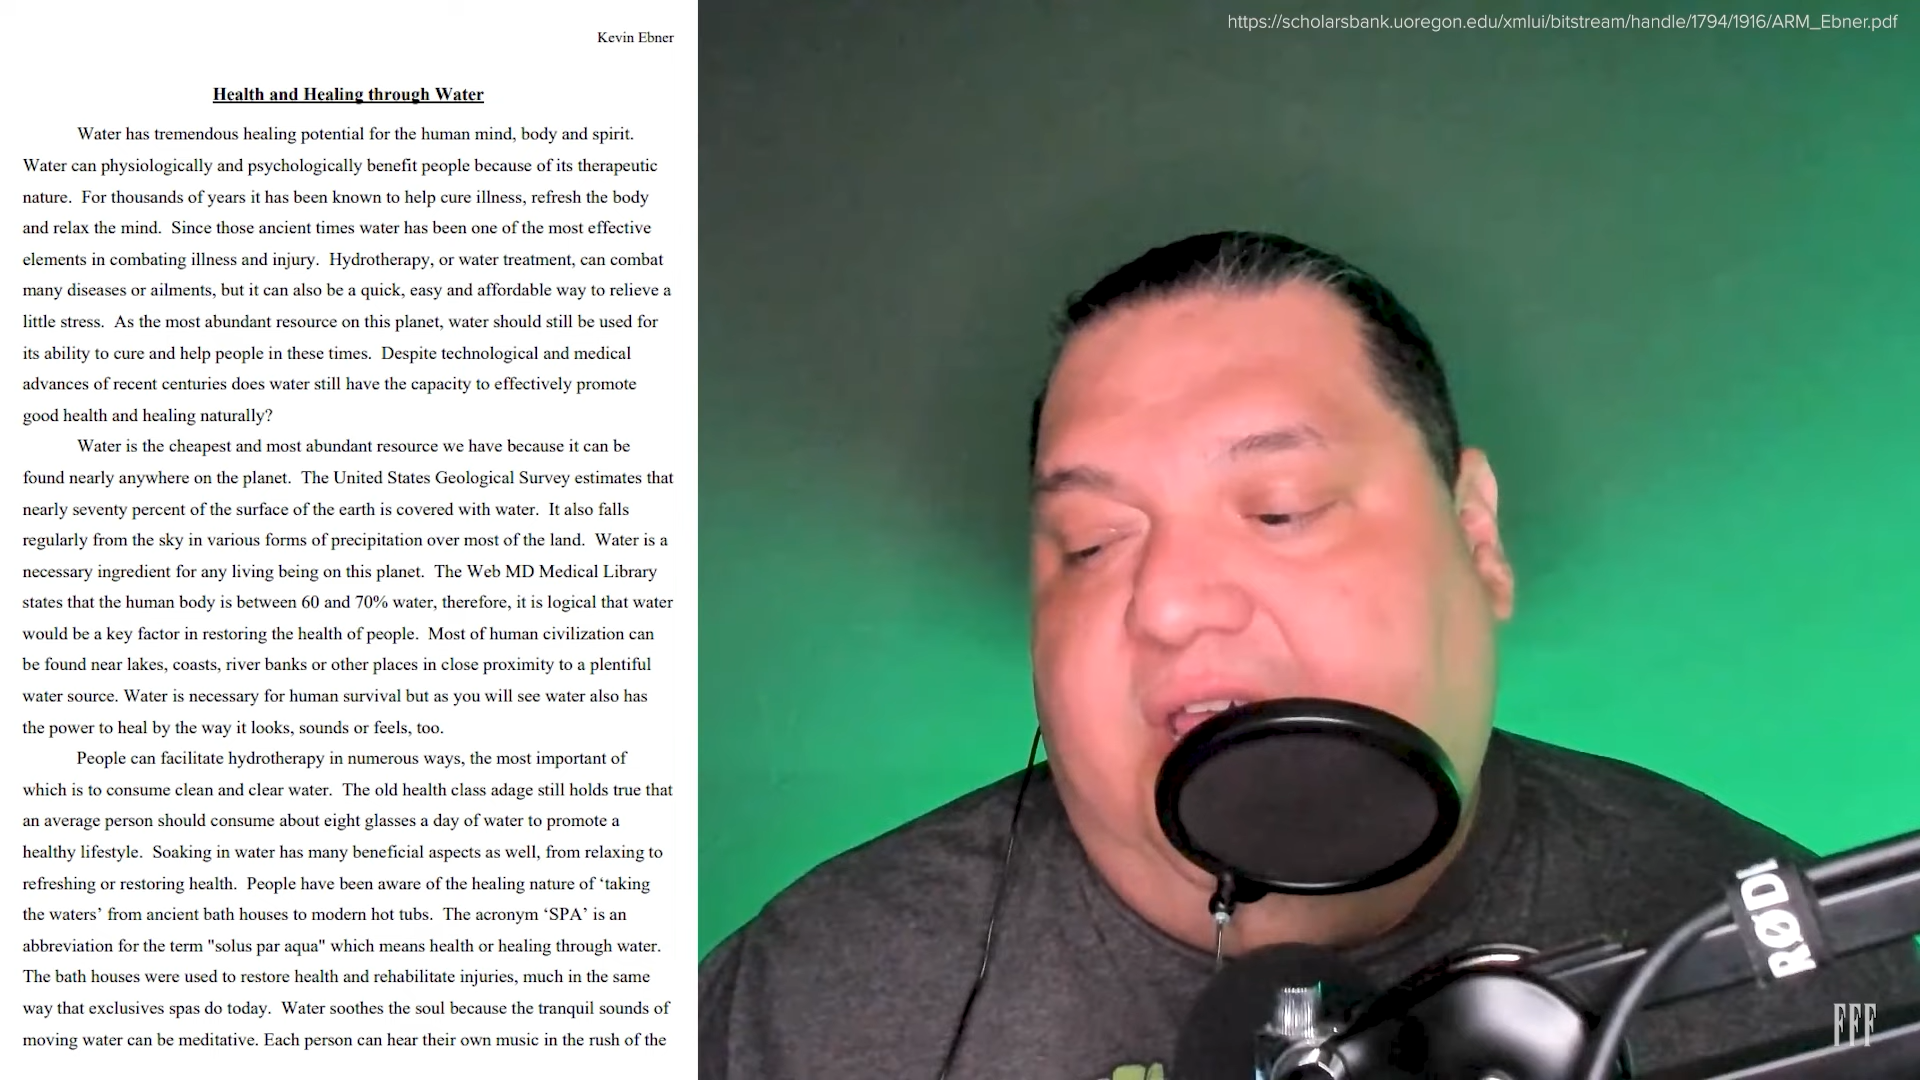 https://scholarsbank.uoregon.edu/xmlui/bitstream/handle/1794/1916/ARM_Ebner.pdf
Kevin Ebner
Health and Healing through Water
Water has tremendous healing potential for the human mind, body and spirit.
Water can physiologically and psychologically benefit people because of its therapeutic
nature.  For thousands of years it has been known to help cure illness, refresh the body
and relax the mind.  Since those ancient times water has been one of the most effective
elements in combating illness and injury.  Hydrotherapy, or water treatment, can combat
many diseases or ailments, but it can also be a quick, easy and affordable way to relieve a
little stress.  As the most abundant resource on this planet, water should still be used for
its ability to cure and help people in these times.  Despite technological and medical
advances of recent centuries does water still have the capacity to effectively promote
good health and healing naturally?
Water is the cheapest and most abundant resource we have because it can be
found nearly anywhere on the planet.  The United States Geological Survey estimates that
nearly seventy percent of the surface of the earth is covered with water.  It also falls
regularly from the sky in various forms of precipitation over most of the land.  Water is a
necessary ingredient for any living being on this planet.  The Web MD Medical Library
states that the human body is between 60 and 70% water, therefore, it is logical that water
would be a key factor in restoring the health of people.  Most of human civilization can
be found near lakes, coasts, river banks or other places in close proximity to a plentiful
water source. Water is necessary for human survival but as you will see water also has
the power to heal by the way it looks, sounds or feels, too.
People can facilitate hydrotherapy in numerous ways, the most important of
which is to consume clean and clear water.  The old health class adage still holds true that
an average person should consume about eight glasses a day of water to promote a
healthy lifestyle.  Soaking in water has many beneficial aspects as well, from relaxing to
refreshing or restoring health.  People have been aware of the healing nature of ‘taking
the waters’ from ancient bath houses to modern hot tubs.  The acronym ‘SPA’ is an
abbreviation for the term "solus par aqua" which means health or healing through water.
The bath houses were used to restore health and rehabilitate injuries, much in the same
way that exclusives spas do today.  Water soothes the soul because the tranquil sounds of
moving water can be meditative. Each person can hear their own music in the rush of the
RØDE
FFF